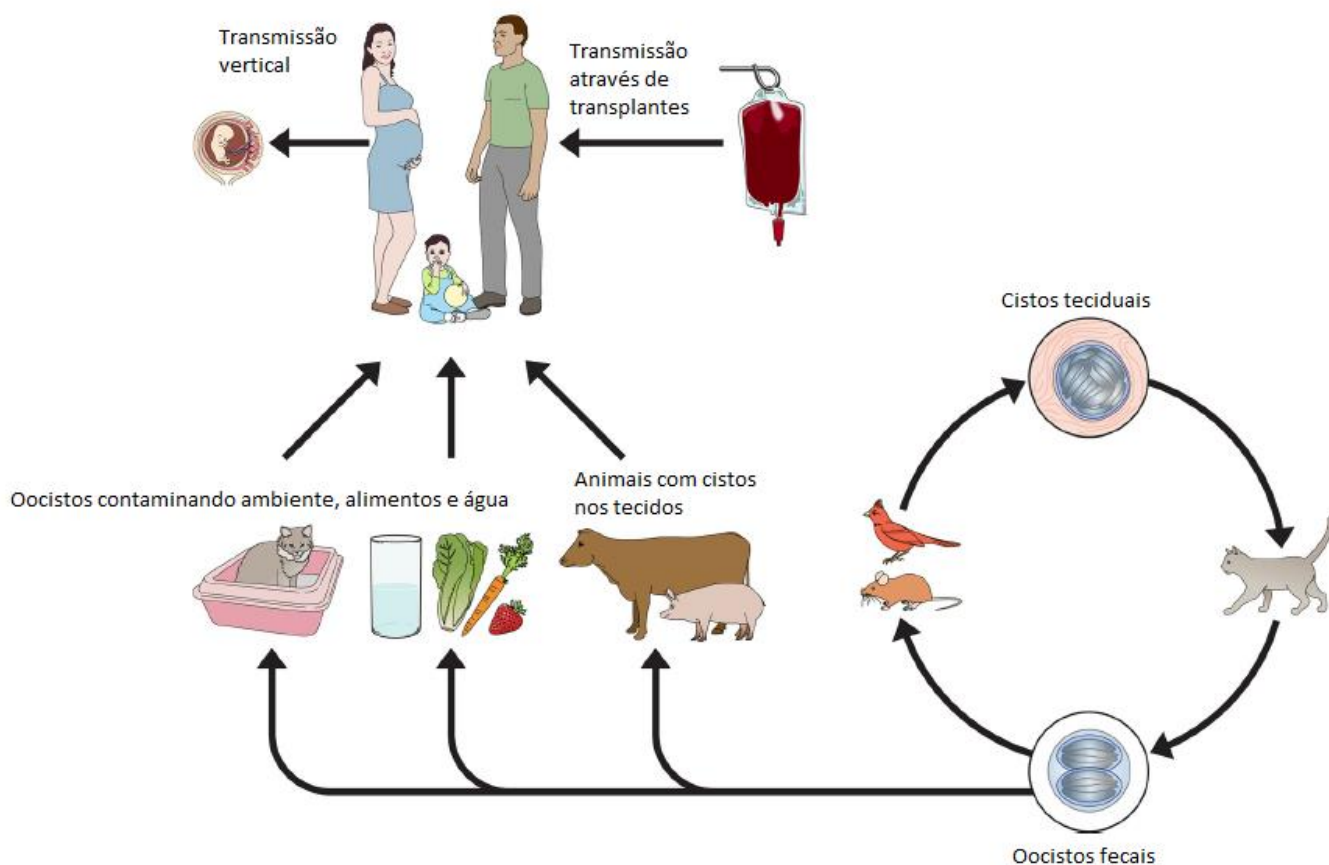 Transmissão
vertical
Transmissão
através de
transplantes
Cistos teciduais
Oocistos contaminando ambiente, alimentos e água
Animais com cistos
nos tecidos
Oocistos fecais